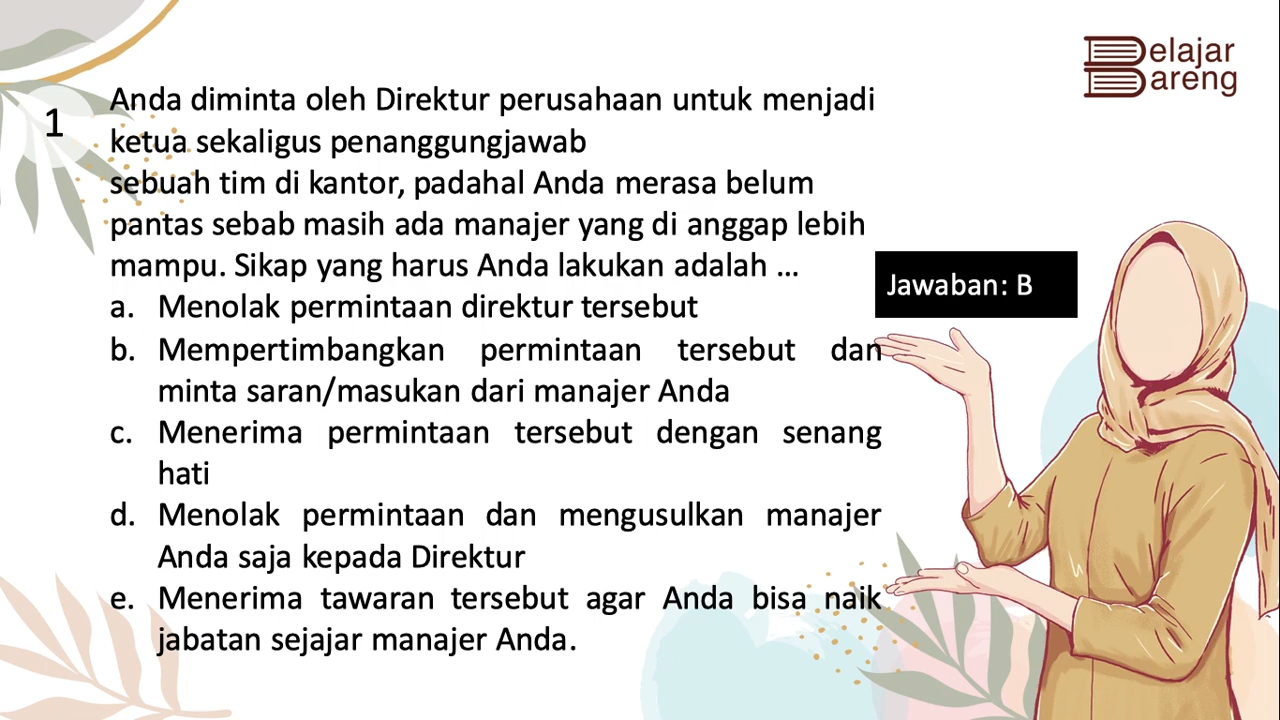 Belajar
Bareng
1
Anda diminta oleh Direktur perusahaan untuk menjadi
ketua sekaligus penanggungjawab
sebuah tim di kantor, padahal Anda merasa belum
pantas sebab masih ada manajer yang di anggap lebih
mampu. Sikap yang harus Anda lakukan adalah ...
a. Menolak permintaan direktur tersebut
b. Mempertimbangkan permintaan tersebut dan
minta saran/masukan dari manajer Anda
c. Menerima permintaan tersebut dengan senang
hati
d. Menolak permintaan dan mengusulkan manajer
Anda saja kepada Direktur
e. Menerima tawaran tersebut agar Anda bisa naik
jabatan sejajar manajer Anda.
Jawaban: B